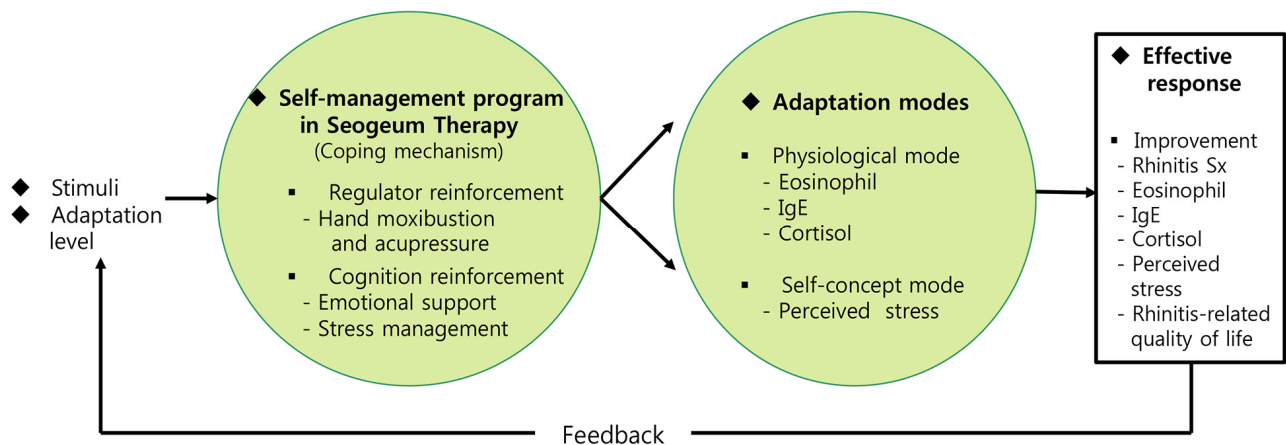 ◆ Stimuli
◆ Adaptation
level
◆ Self-management program
in Seogeum Therapy
(Coping mechanism)
▪ Regulator reinforcement
- Hand moxibustion
and acupressure
▪ Cognition reinforcement
- Emotional support
- Stress management
◆ Adaptation modes
▪ Physiological mode
- Eosinophil
- IgE
- Cortisol
▪ Self-concept mode
- Perceived stress
◆ Effective
response
▪ Improvement
- Rhinitis Sx
- Eosinophil
- IgE
- Cortisol
- Perceived
stress
- Rhinitis-related
quality of life
Feedback